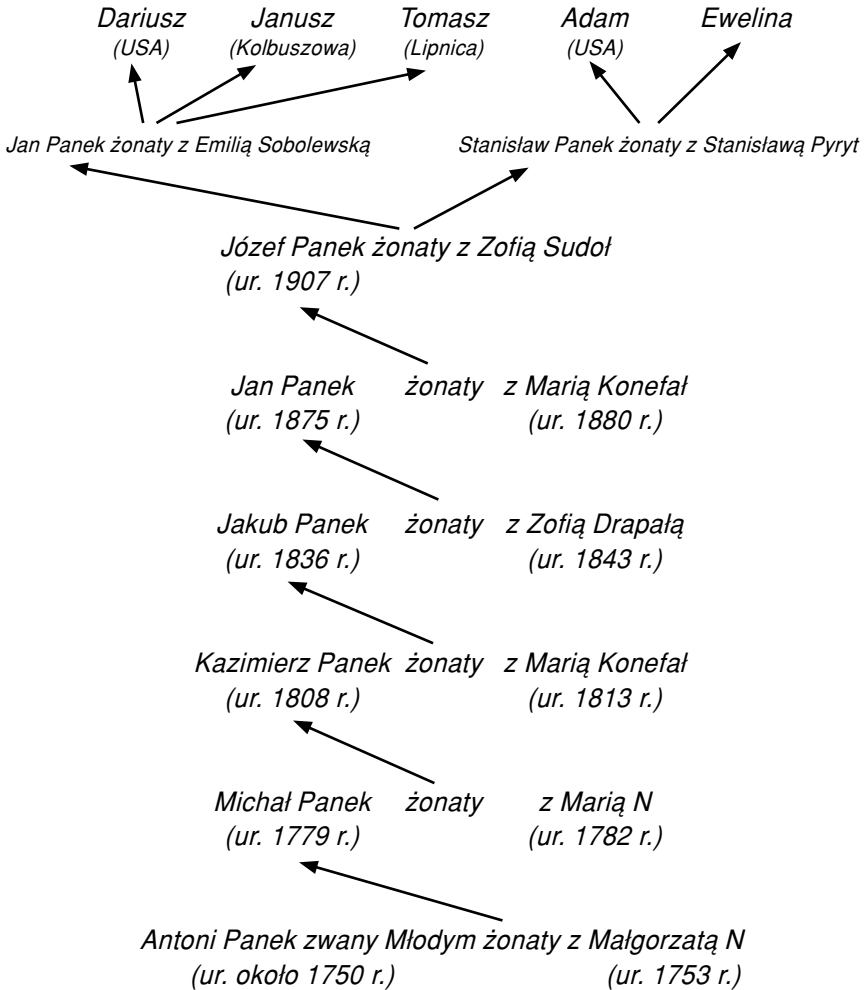 Dariusz Janusz Tomasz Adam Ewelina
(USA) (Kolbuszowa) (Lipnica) (USA)
Jan Panek żonaty z Emilią Sobolewską Stanisław Panek żonaty z Stanisławą Pyryt
Józef Panek żonaty z Zofią Sudoł
(ur. 1907 r.)
Jan Panek żonaty z Marią Konefał
(ur. 1875 r.) (ur. 1880 r.)
Jakub Panek żonaty z Zofią Drapałą
(ur. 1836 r.) (ur. 1843 r.)
Kazimierz Panek żonaty z Marią Konefał
(ur. 1808 r.) (ur. 1813 r.)
Michał Panek żonaty z Marią N
(ur. 1779 r.) (ur. 1782 r.)
Antoni Panek zwany Młodym żonaty z Małgorzatą N
(ur. około 1750 r.) (ur. 1753 r.)